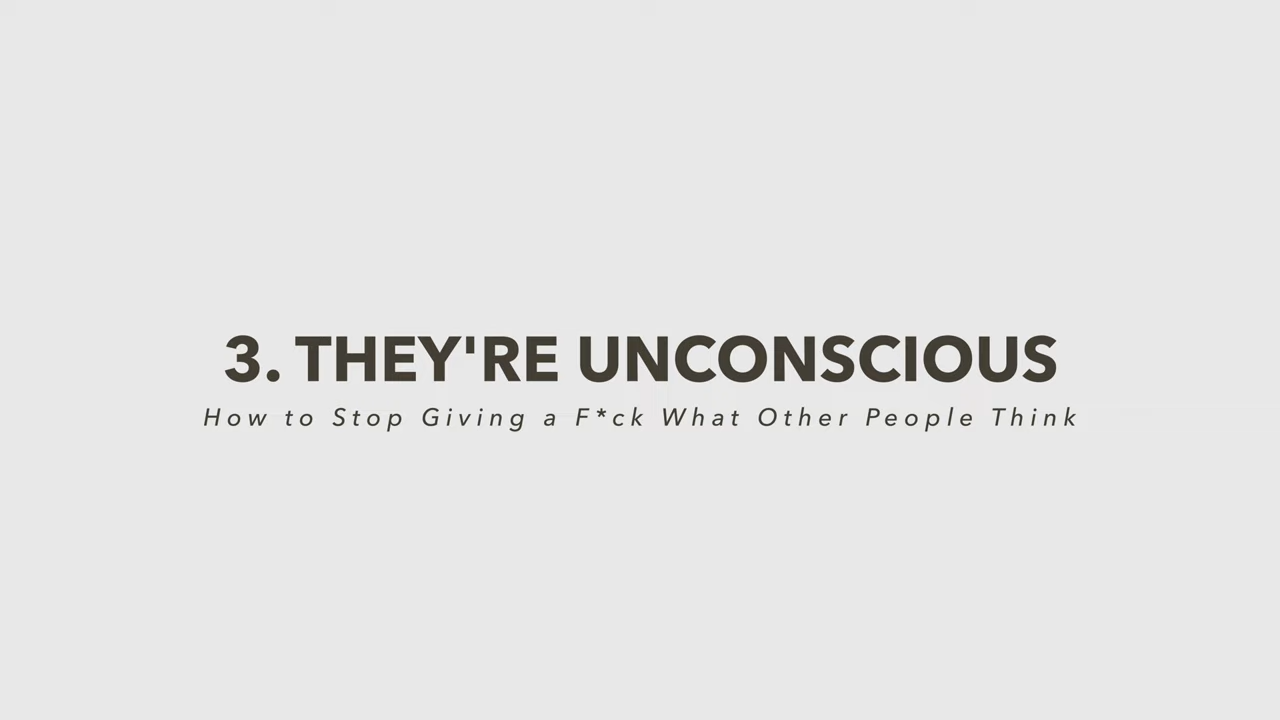 3. THEY'RE UNCONSCIOUS
How to Stop Giving a F*ck What Other People Think